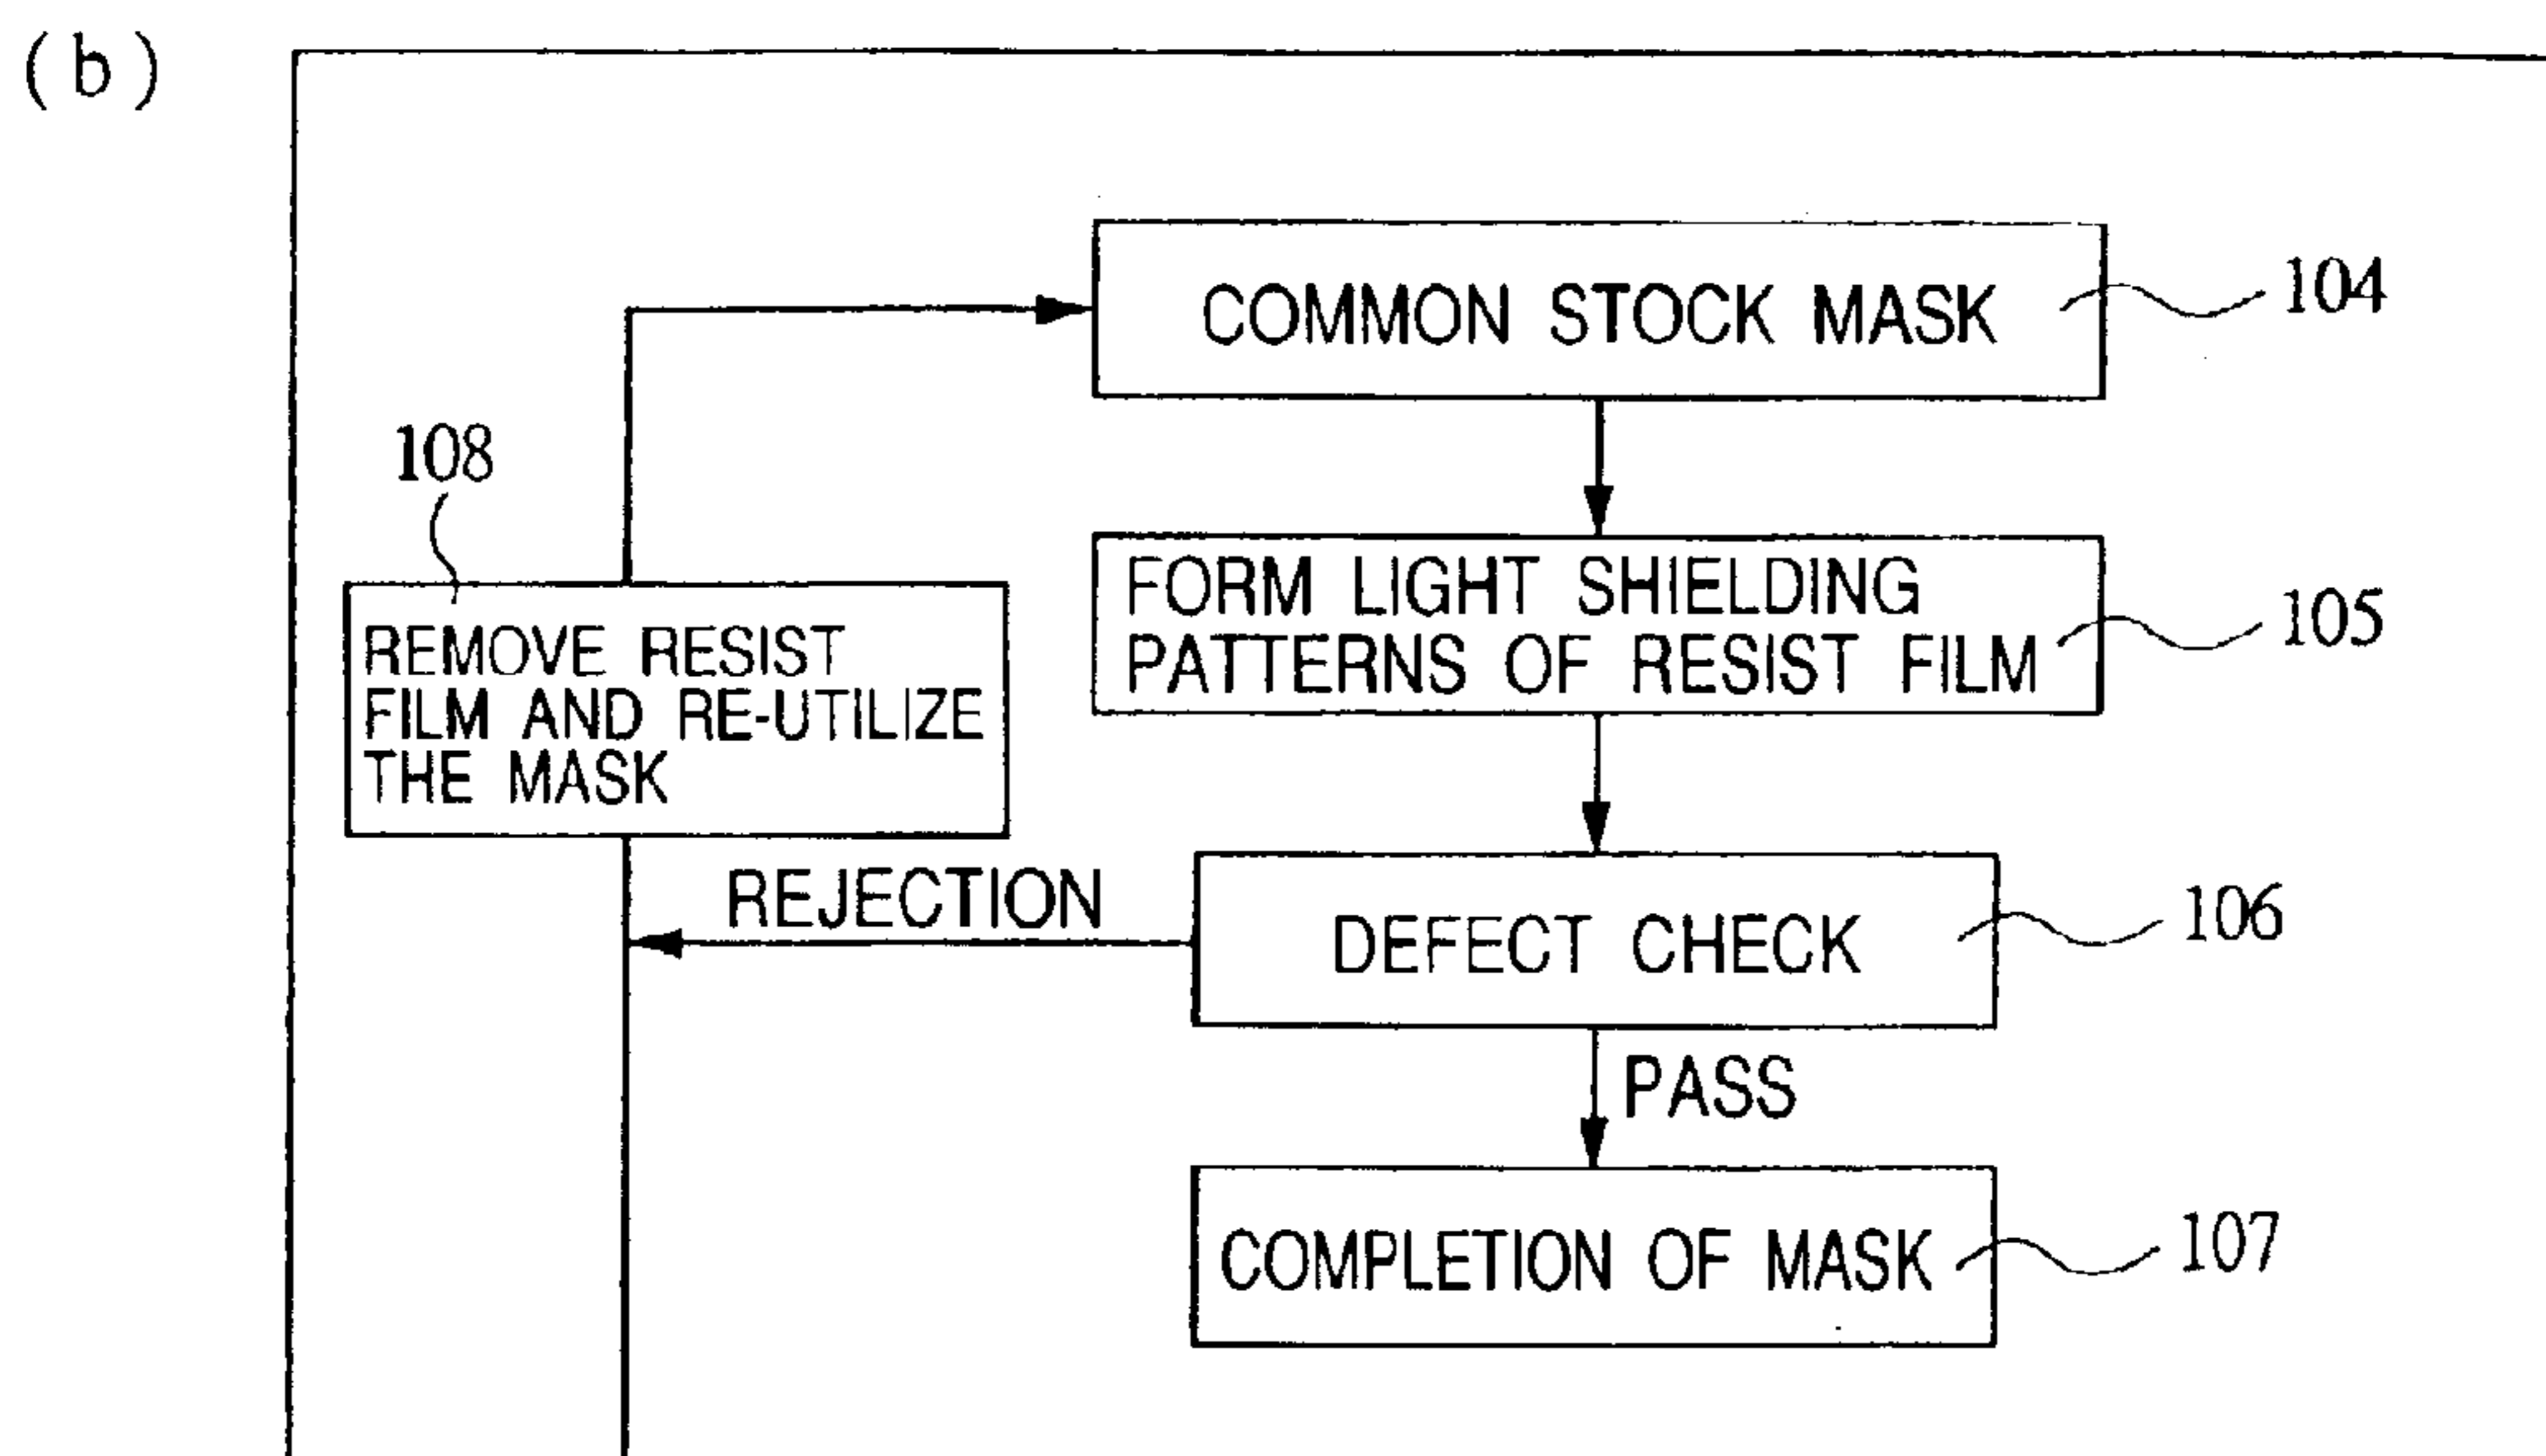 (b)
COMMON STOCK MASK
104
108
FORM LIGHT SHIELDING
PATTERNS OF RESIST FILM
105
REMOVE RESIST
FILM AND RE-UTILIZE
THE MASK
REJECTION
DEFECT CHECK
106
PASS
COMPLETION OF MASK
107